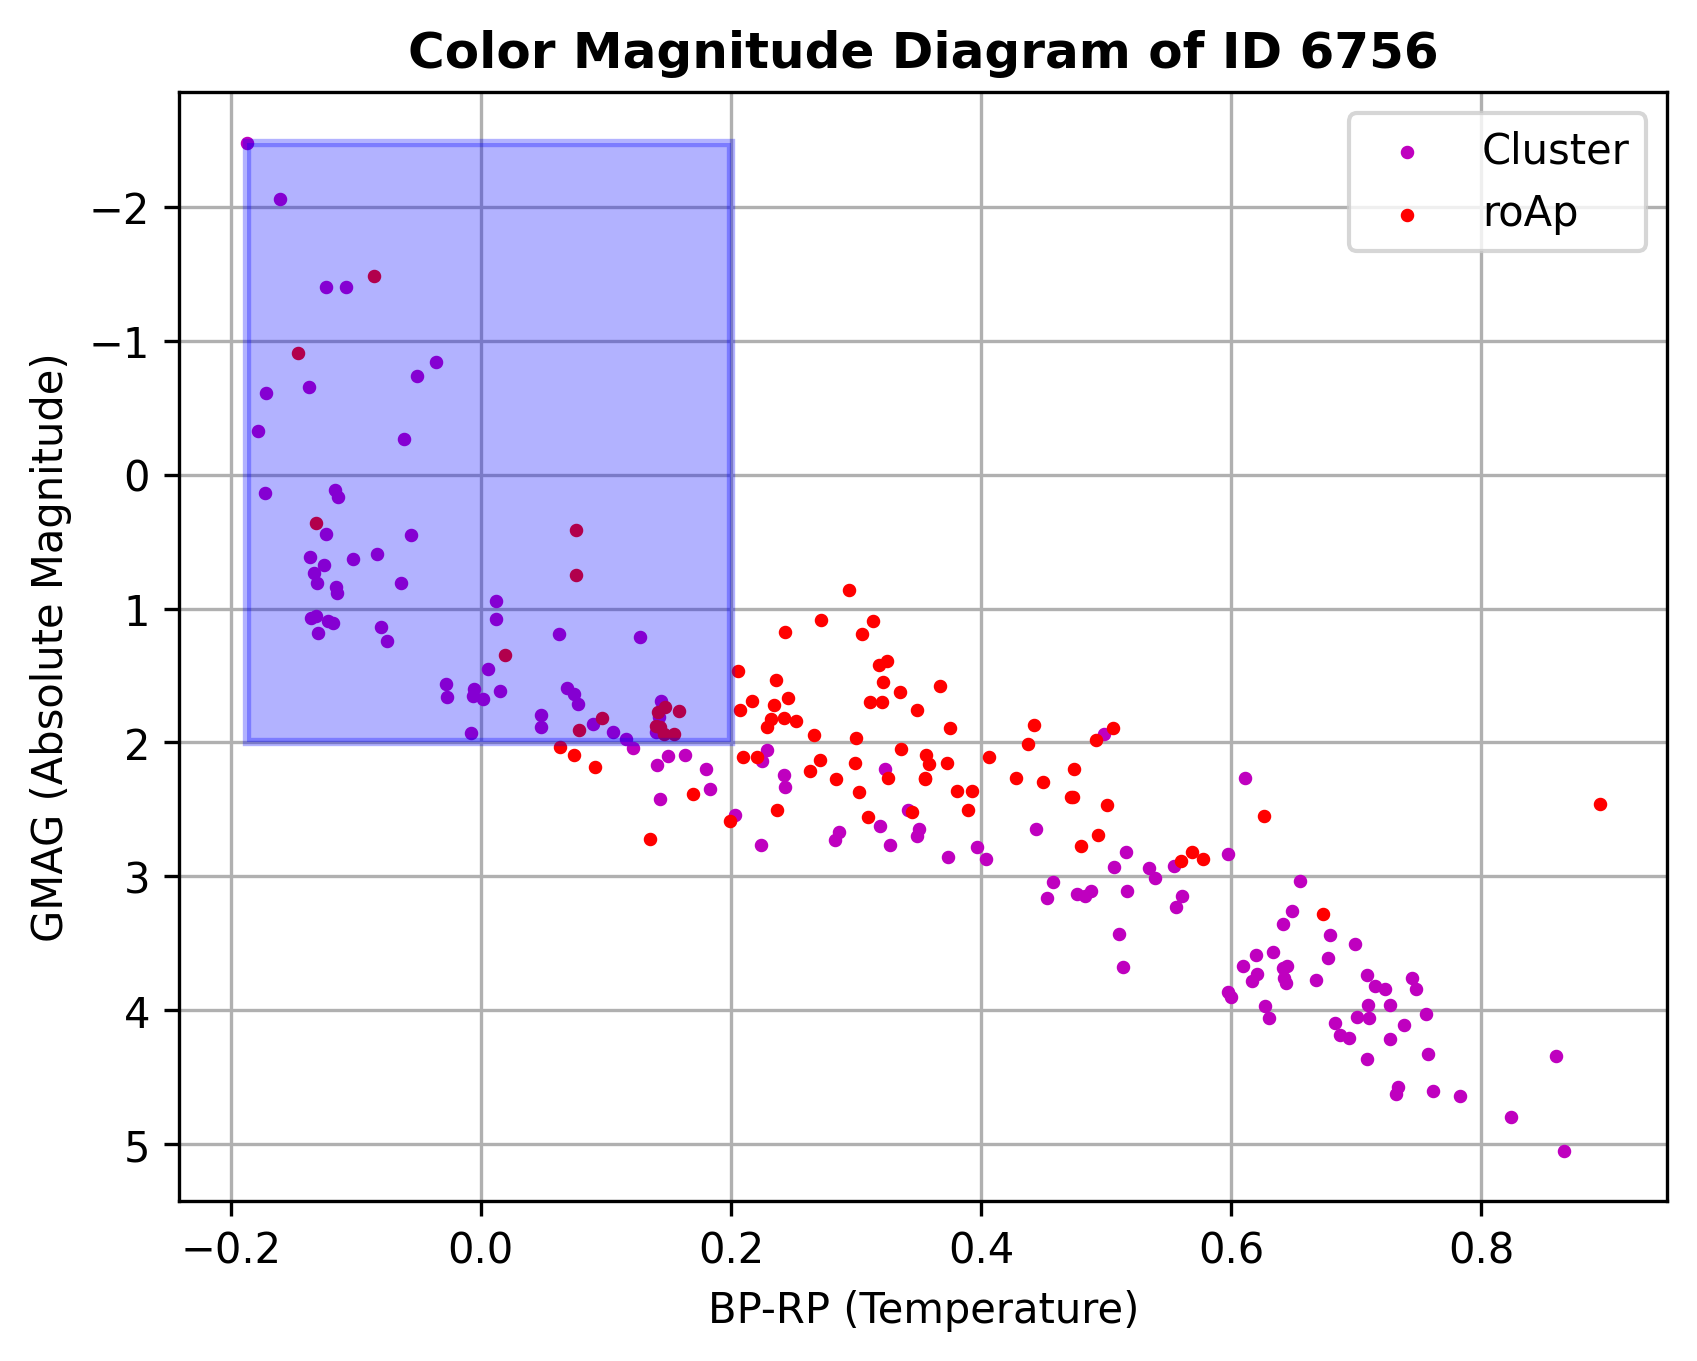 Color Magnitude Diagram of ID 6756
Cluster
roAp
−2
−1
0
1
2
3
4
5
GMAG (Absolute Magnitude)
−0.2
0.0
0.2
0.4
0.6
0.8
BP-RP (Temperature)